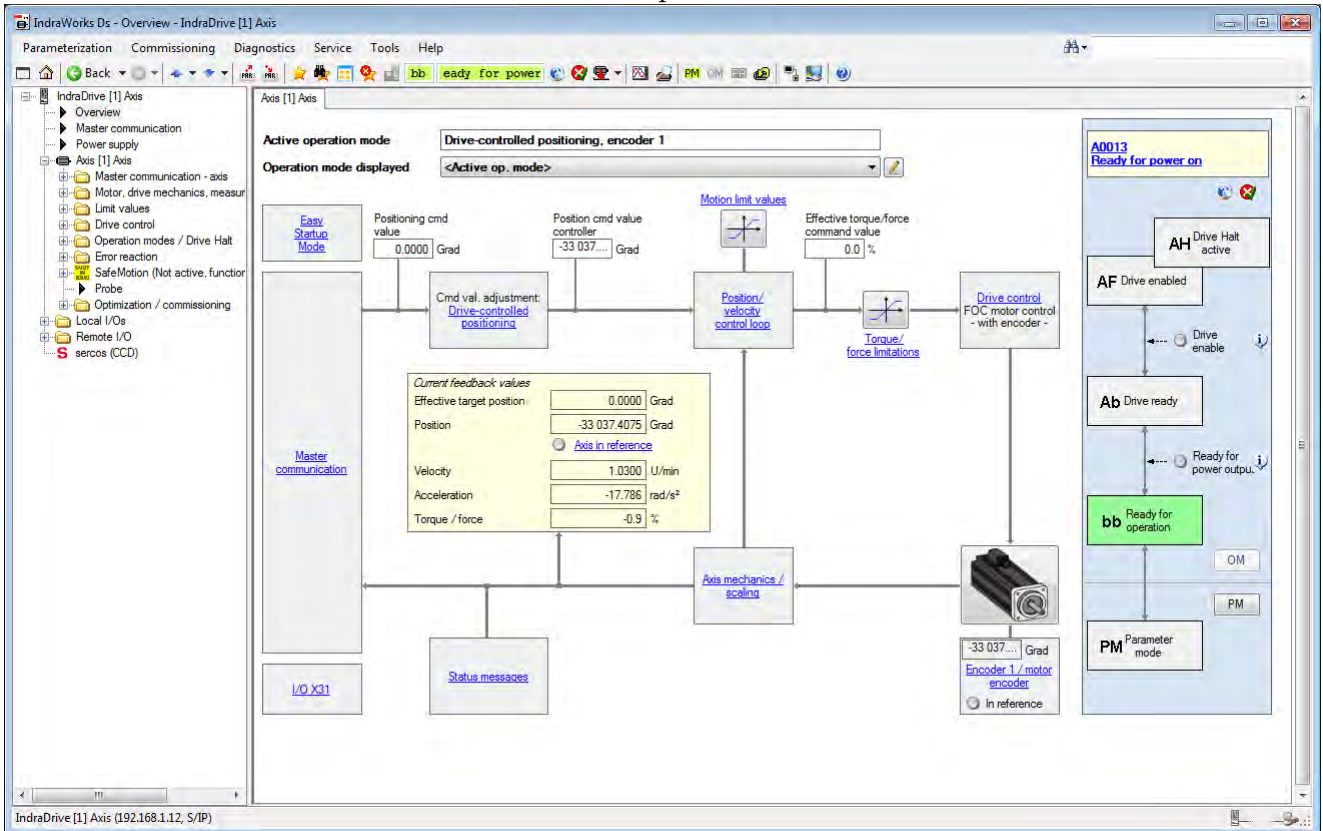 IndraWorks Ds - Overview - IndraDrive [1] Axis
Parameterization Commissioning Diagnostics Service Tools Help
Back PAR PAR bb eady for power PM OM
IndraDrive [1] Axis
Overview
Master communication
Power supply
Axis [1] Axis
Master communication - axis
Motor, drive mechanics, measur
Limit values
Drive control
Operation modes / Drive Halt
Error reaction
SafeMotion (Not active, function
Probe
Optimization / commissioning
Local I/Os
Remote I/O
S sercos (CCD)
Axis [1] Axis
Active operation mode Drive-controlled positioning, encoder 1
Operation mode displayed <Active op. mode>
Easy
Startup
Mode
Positioning cmd
value
0.0000 Grad
Position cmd value
controller
-33 037.... Grad
Motion limit values
Effective torque/force
command value
0.0 %
Cmd val. adjustment:
Drive-controlled
positioning
Position/
velocity
control loop
Torque/
force limitations
Drive control
FOC motor control
- with encoder -
Master
communication
Current feedback values
Effective target position 0.0000 Grad
Position -33 037.4075 Grad
Axis in reference
Velocity 1.0300 U/min
Acceleration -17.786 rad/s²
Torque / force -0.9 %
Axis mechanics /
scaling
Status messages
I/O X31
-33 037.... Grad
Encoder 1 / motor
encoder
In reference
A0013
Ready for power on
AH Drive Halt
active
AF Drive enabled
Drive
enable
Ab Drive ready
Ready for
power outpu.
bb Ready for
operation
OM
PM
PM Parameter
mode
IndraDrive [1] Axis (192.168.1.12, S/IP)